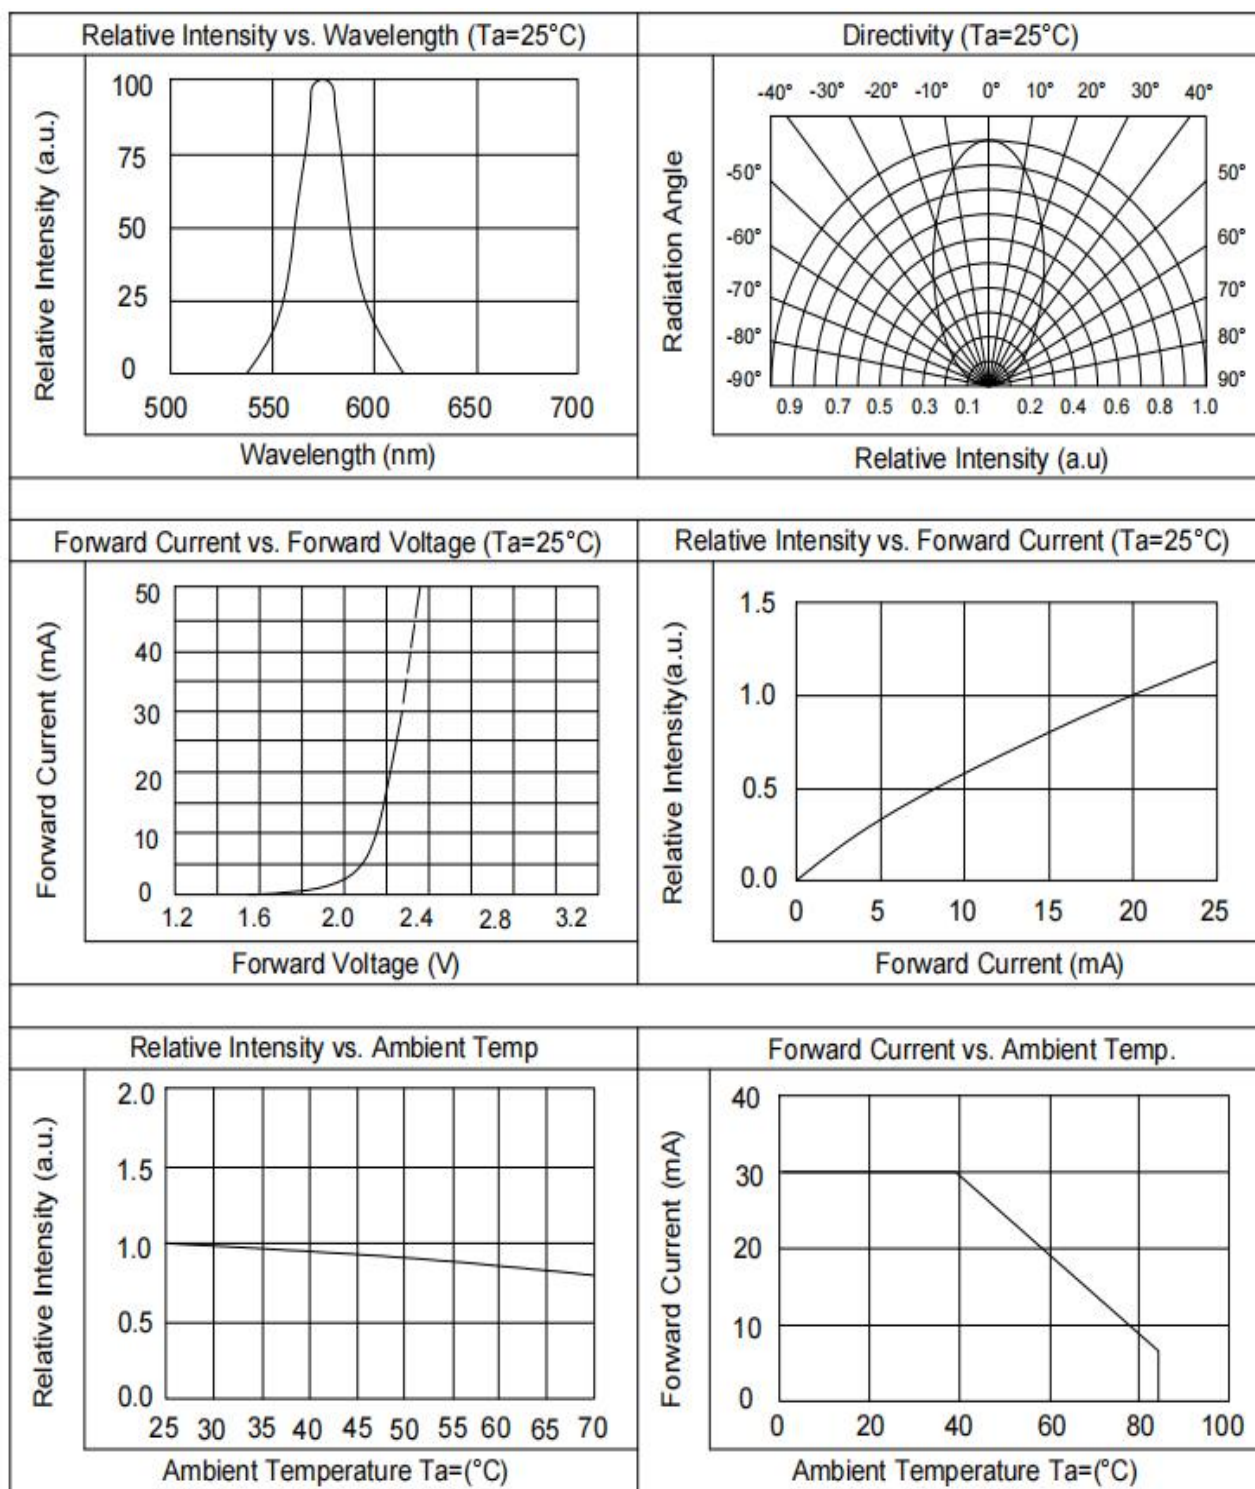 Relative Intensity vs. Wavelength (Ta=25°C)
Relative Intensity (a.u.)
100
75
50
25
0
500 550 600 650 700
Wavelength (nm)
Directivity (Ta=25°C)
Radiation Angle
-40° -30° -20° -10° 0° 10° 20° 30° 40°
-50° 50°
-60° 60°
-70° 70°
-80° 80°
-90° 90°
0.9 0.7 0.5 0.3 0.1 0.2 0.4 0.6 0.8 1.0
Relative Intensity (a.u)
Forward Current vs. Forward Voltage (Ta=25°C)
Forward Current (mA)
50
40
30
20
10
0
1.2 1.6 2.0 2.4 2.8 3.2
Forward Voltage (V)
Relative Intensity vs. Forward Current (Ta=25°C)
Relative Intensity(a.u.)
1.5
1.0
0.5
0.0
0 5 10 15 20 25
Forward Current (mA)
Relative Intensity vs. Ambient Temp
Relative Intensity (a.u.)
2.0
1.5
1.0
0.5
0.0
25 30 35 40 45 50 55 60 65 70
Ambient Temperature Ta=(°C)
Forward Current vs. Ambient Temp.
Forward Current (mA)
40
30
20
10
0
0 20 40 60 80 100
Ambient Temperature Ta=(°C)